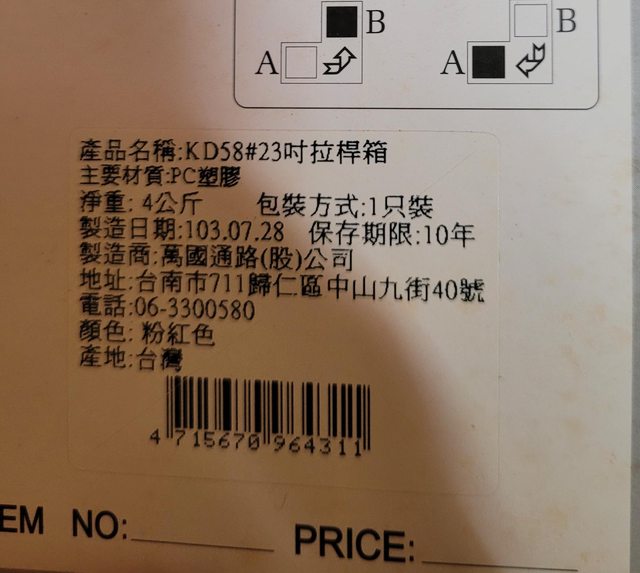 B
B
A
A
產品名稱:KD58#23吋拉桿箱
主要材質:PC塑膠
淨重: 4公斤 包裝方式:1只裝
製造日期:103.07.28 保存期限:10年
製造商:萬國通路(股)公司
地址:台南市711歸仁區中山九街40號
電話:06-3300580
顏色: 粉紅色
產地:台灣
4 715670 964311
EM NO:
PRICE: